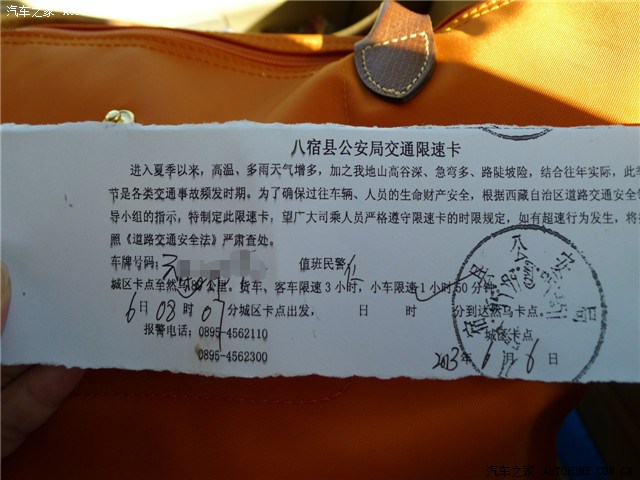 汽车之家
八宿县公安局交通限速卡
进入夏季以来，高温、多雨天气增多，加之我地山高谷深、急弯多、路陡坡险，结合往年实际，此季
节是各类交通事故频发时期。为了确保过往车辆、人员的生命财产安全，根据西藏自治区道路交通安全领
导小组的指示，特制定此限速卡，望广大司乘人员严格遵守限速卡的时限规定，如有超速行为发生，将按
照《道路交通安全法》严肃查处。
车牌号码： 值班民警
城区卡点至然乌 80 公里。货车、客车限速 3 小时，小车限速 1 小时 50 分钟
6 日 08 时 07 分城区卡点出发， 日 时 分到达然乌卡点
报警电话：0895-4562110 城区卡点
0895-4562300 2013 年 6 月 6 日
汽车之家 AUTOHOME.COM.CN